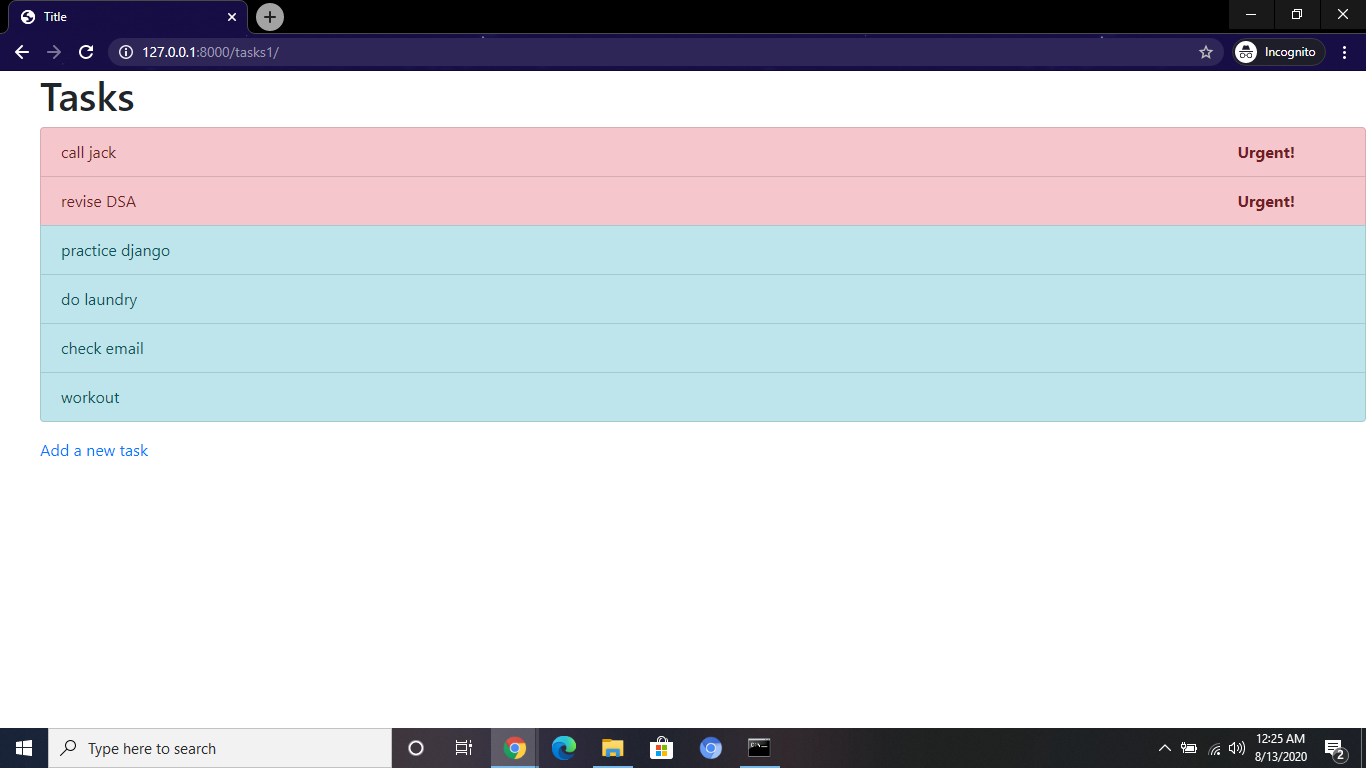 Title
127.0.0.1:8000/tasks1/
Incognito
Tasks
call jack Urgent!
revise DSA Urgent!
practice django
do laundry
check email
workout
Add a new task
Type here to search
12:25 AM
8/13/2020
2